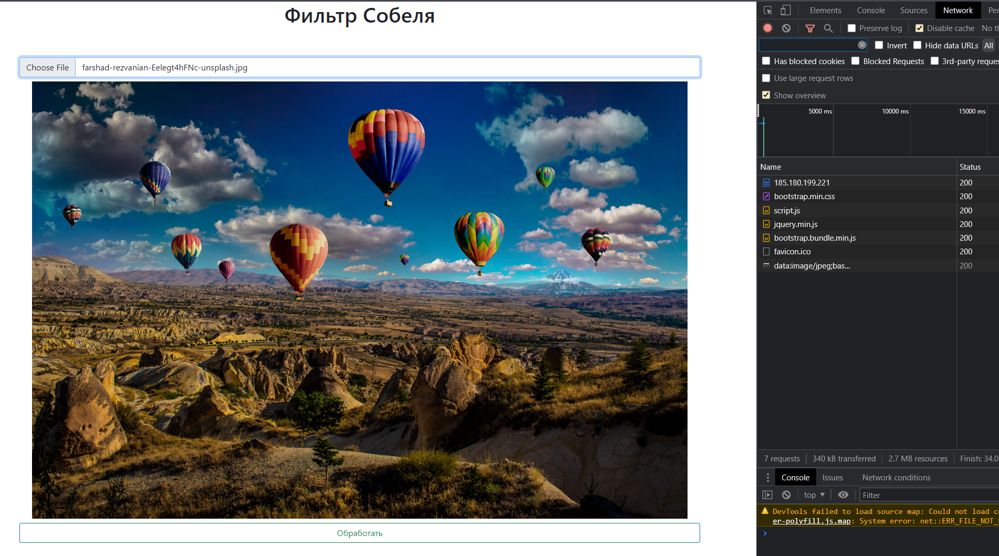 Фильтр Собеля
Choose File farshad-rezvanian-Eelegt4hFNc-unsplash.jpg
Обработать
Elements Console Sources Network
Preserve log Disable cache No
Invert Hide data URLs All
Has blocked cookies Blocked Requests 3rd-party
Use large request rows
Show overview
5000 ms 10000 ms 15000 ms
Name Status
185.180.199.221 200
bootstrap.min.css 200
script.js 200
jquery.min.js 200
bootstrap.bundle.min.js 200
favicon.ico 200
data:image/jpeg;bas... 200
7 requests 340 kB transferred 2.7 MB resources Finish: 34.0
Console Issues Network conditions
top Filter
DevTools failed to load source map: Could not load
er-polyfill.js.map: System error: net::ERR_FILE_NOT_